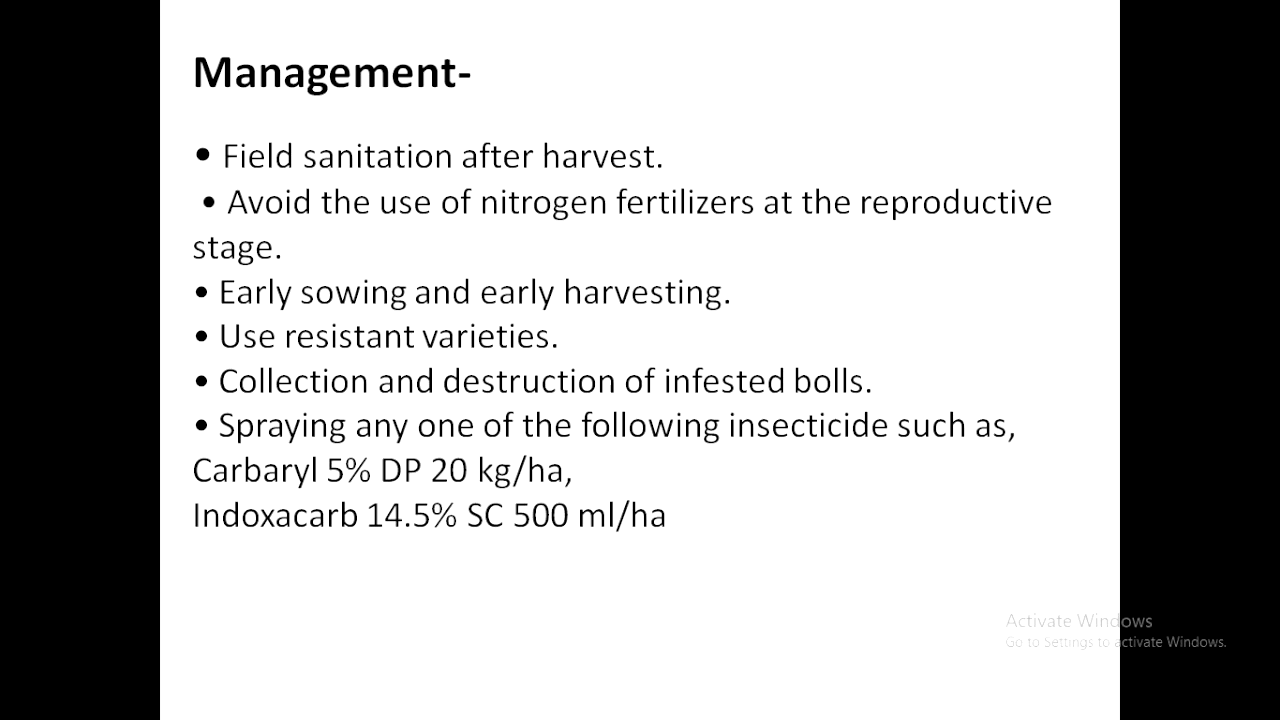 Management-
• Field sanitation after harvest.
• Avoid the use of nitrogen fertilizers at the reproductive
stage.
• Early sowing and early harvesting.
• Use resistant varieties.
• Collection and destruction of infested bolls.
• Spraying any one of the following insecticide such as,
Carbaryl 5% DP 20 kg/ha,
Indoxacarb 14.5% SC 500 ml/ha
Activate Windows
Go to Settings to activate Windows.